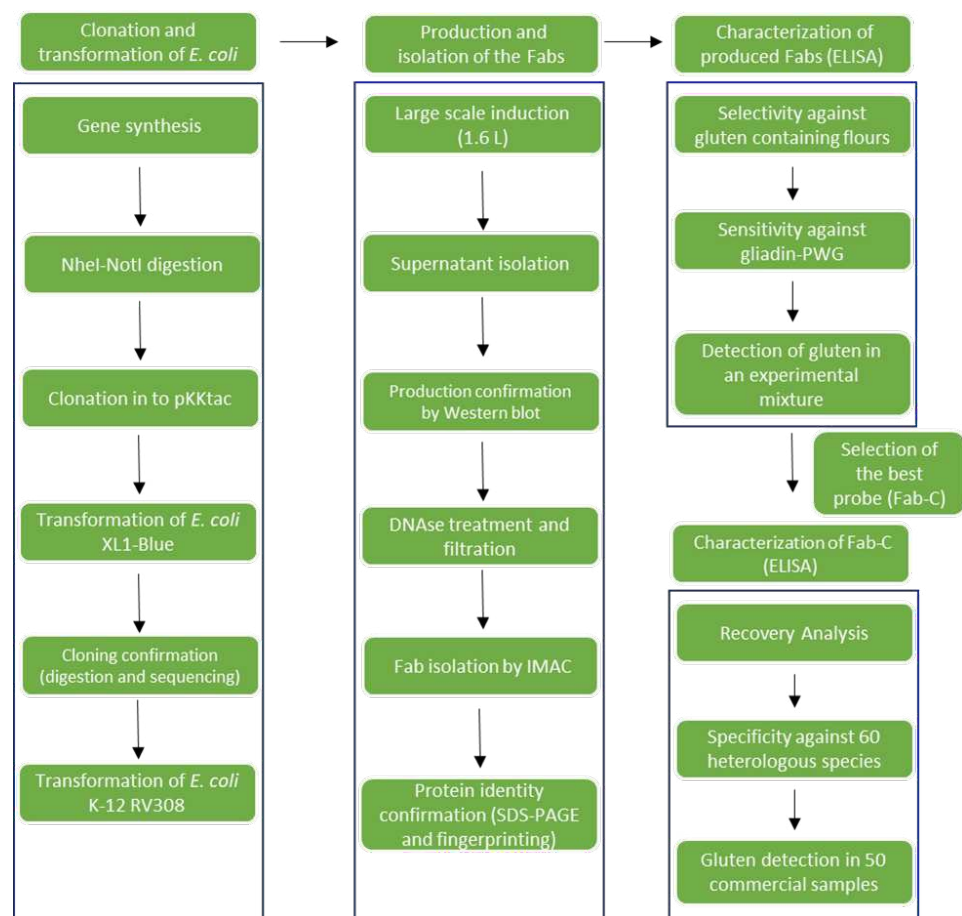 Clonation and
transformation of E. coli
Production and
isolation of the Fabs
Characterization of
produced Fabs (ELISA)
Gene synthesis
NheI-NotI digestion
Clonation in to pKKtac
Transformation of E. coli
XL1-Blue
Cloning confirmation
(digestion and sequencing)
Transformation of E. coli
K-12 RV308
Large scale induction
(1.6 L)
Supernatant isolation
Production confirmation
by Western blot
DNAse treatment and
filtration
Fab isolation by IMAC
Protein identity
confirmation (SDS-PAGE
and fingerprinting)
Selectivity against
gluten containing flours
Sensitivity against
gliadin-PWG
Detection of gluten in
an experimental
mixture
Selection of
the best
probe (Fab-C)
Characterization of Fab-C
(ELISA)
Recovery Analysis
Specificity against 60
heterologous species
Gluten detection in 50
commercial samples